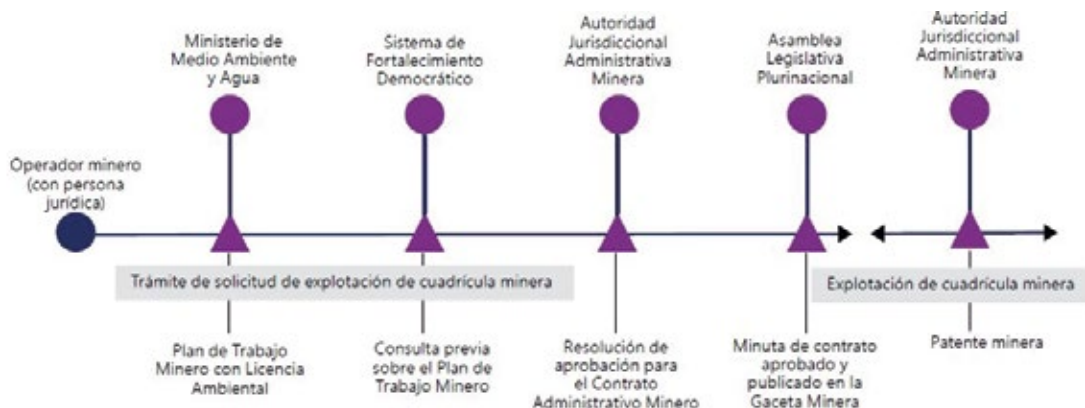 Ministerio de
Medio Ambiente
y Agua
Sistema de
Fortalecimiento
Democrático
Autoridad
Jurisdiccional
Administrativa
Minera
Asamblea
Legislativa
Plurinacional
Autoridad
Jurisdiccional
Administrativa
Minera
Operador minero
(con persona
jurídica)
Trámite de solicitud de explotación de cuadrícula minera
Explotación de cuadrícula minera
Plan de Trabajo
Minero con Licencia
Ambiental
Consulta previa
sobre el Plan de
Trabajo Minero
Resolución de
aprobación para
el Contrato
Administrativo Minero
Minuta de contrato
aprobado y
publicado en la
Gaceta Minera
Patente minera